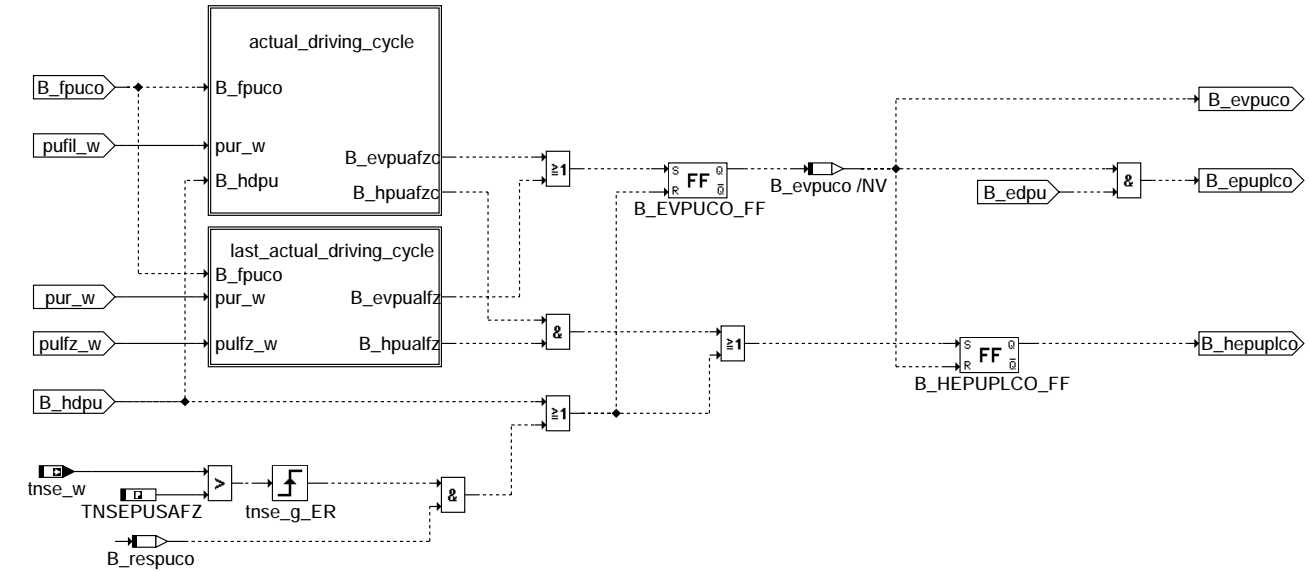 actual_driving_cycle
B_fpuco
B_fpuco
B_evpuco
pufil_w
pur_w
B_evpuafzc
≧1
S Q
FF
R Q̅
B_EVPUCO_FF
B_evpuco /NV
&
B_epuplco
B_hdpu
B_hpuafzc
B_edpu
last_actual_driving_cycle
B_fpuco
pur_w
pur_w
B_evpualfz
pulfz_w
pulfz_w
B_hpualfz
&
≧1
S Q
FF
R Q̅
B_HEPUPLCO_FF
B_hepuplco
B_hdpu
≧1
tnse_w
TNSEPUSAFZ
>
tnse_g_ER
&
B_respuco